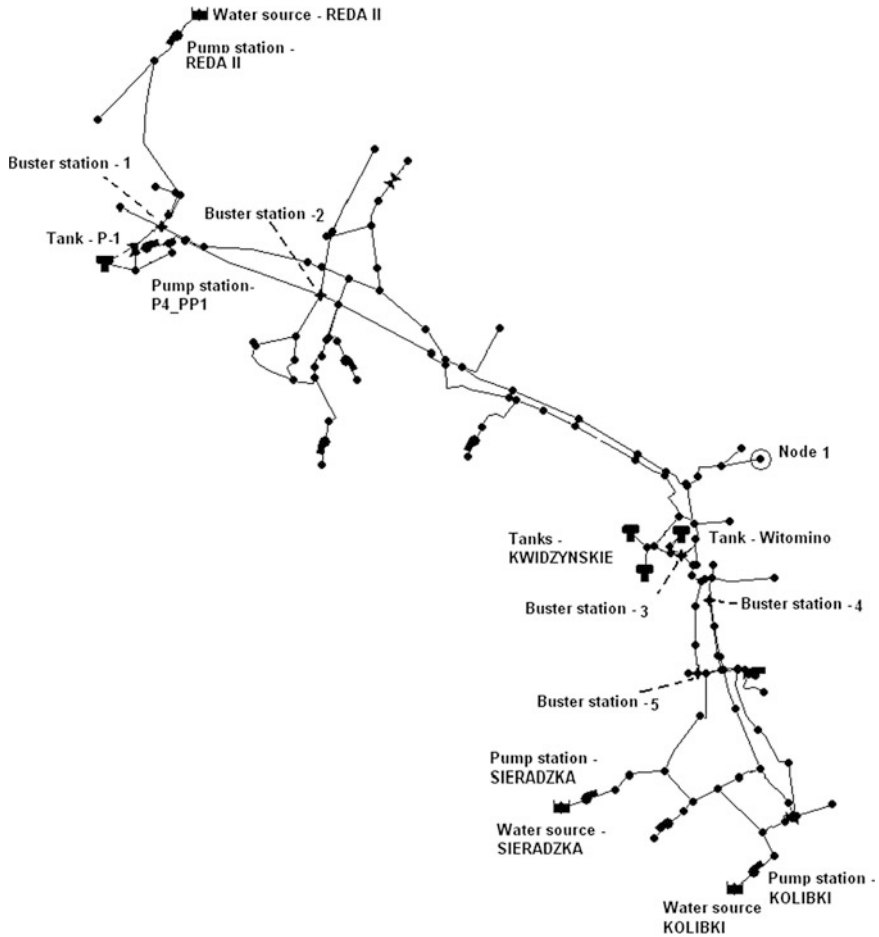 Water source - REDA II
Pump station -
REDA II
Buster station - 1
Buster station -2
Tank - P-1
Pump station-
P4_PP1
Node 1
Tanks -
KWIDZYNSKIE
Tank - Witomino
Buster station - 3
Buster station -4
Buster station -5
Pump station -
SIERADZKA
Water source -
SIERADZKA
Pump station -
KOLIBKI
Water source
KOLIBKI